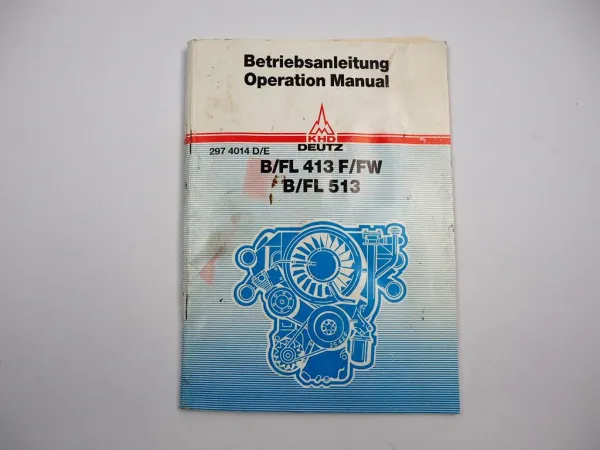 Betriebsanleitung
Operation Manual
KHD
DEUTZ
297 4014 D/E
B/FL 413 F/FW
B/FL 513